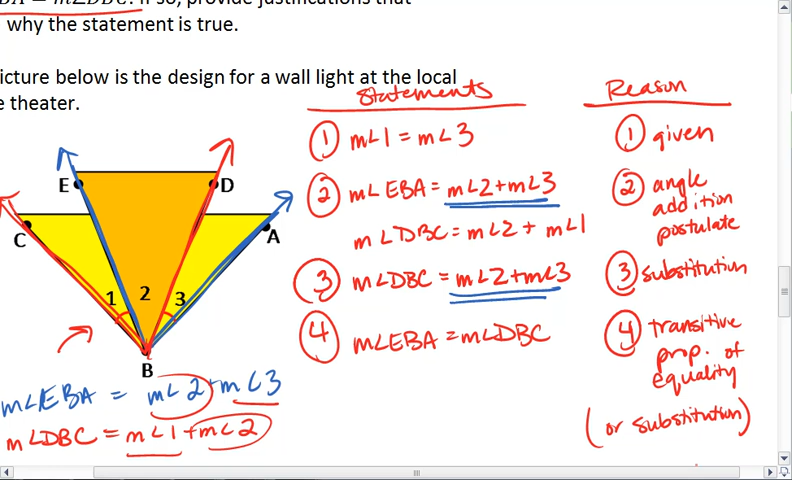 why the statement is true.
icture below is the design for a wall light at the local
e theater.
Statements
Reason
① m∠1 = m∠3
① given
② m∠EBA = m∠2 + m∠3
m∠DBC = m∠2 + m∠1
② angle
addition
postulate
③ m∠DBC = m∠2 + m∠3
③ substitution
④ m∠EBA = m∠DBC
④ transitive
prop. of
equality
(or substitution)
E
D
C
A
1
2
3
B
m∠EBA = m∠2 + m∠3
m∠DBC = m∠1 + m∠2